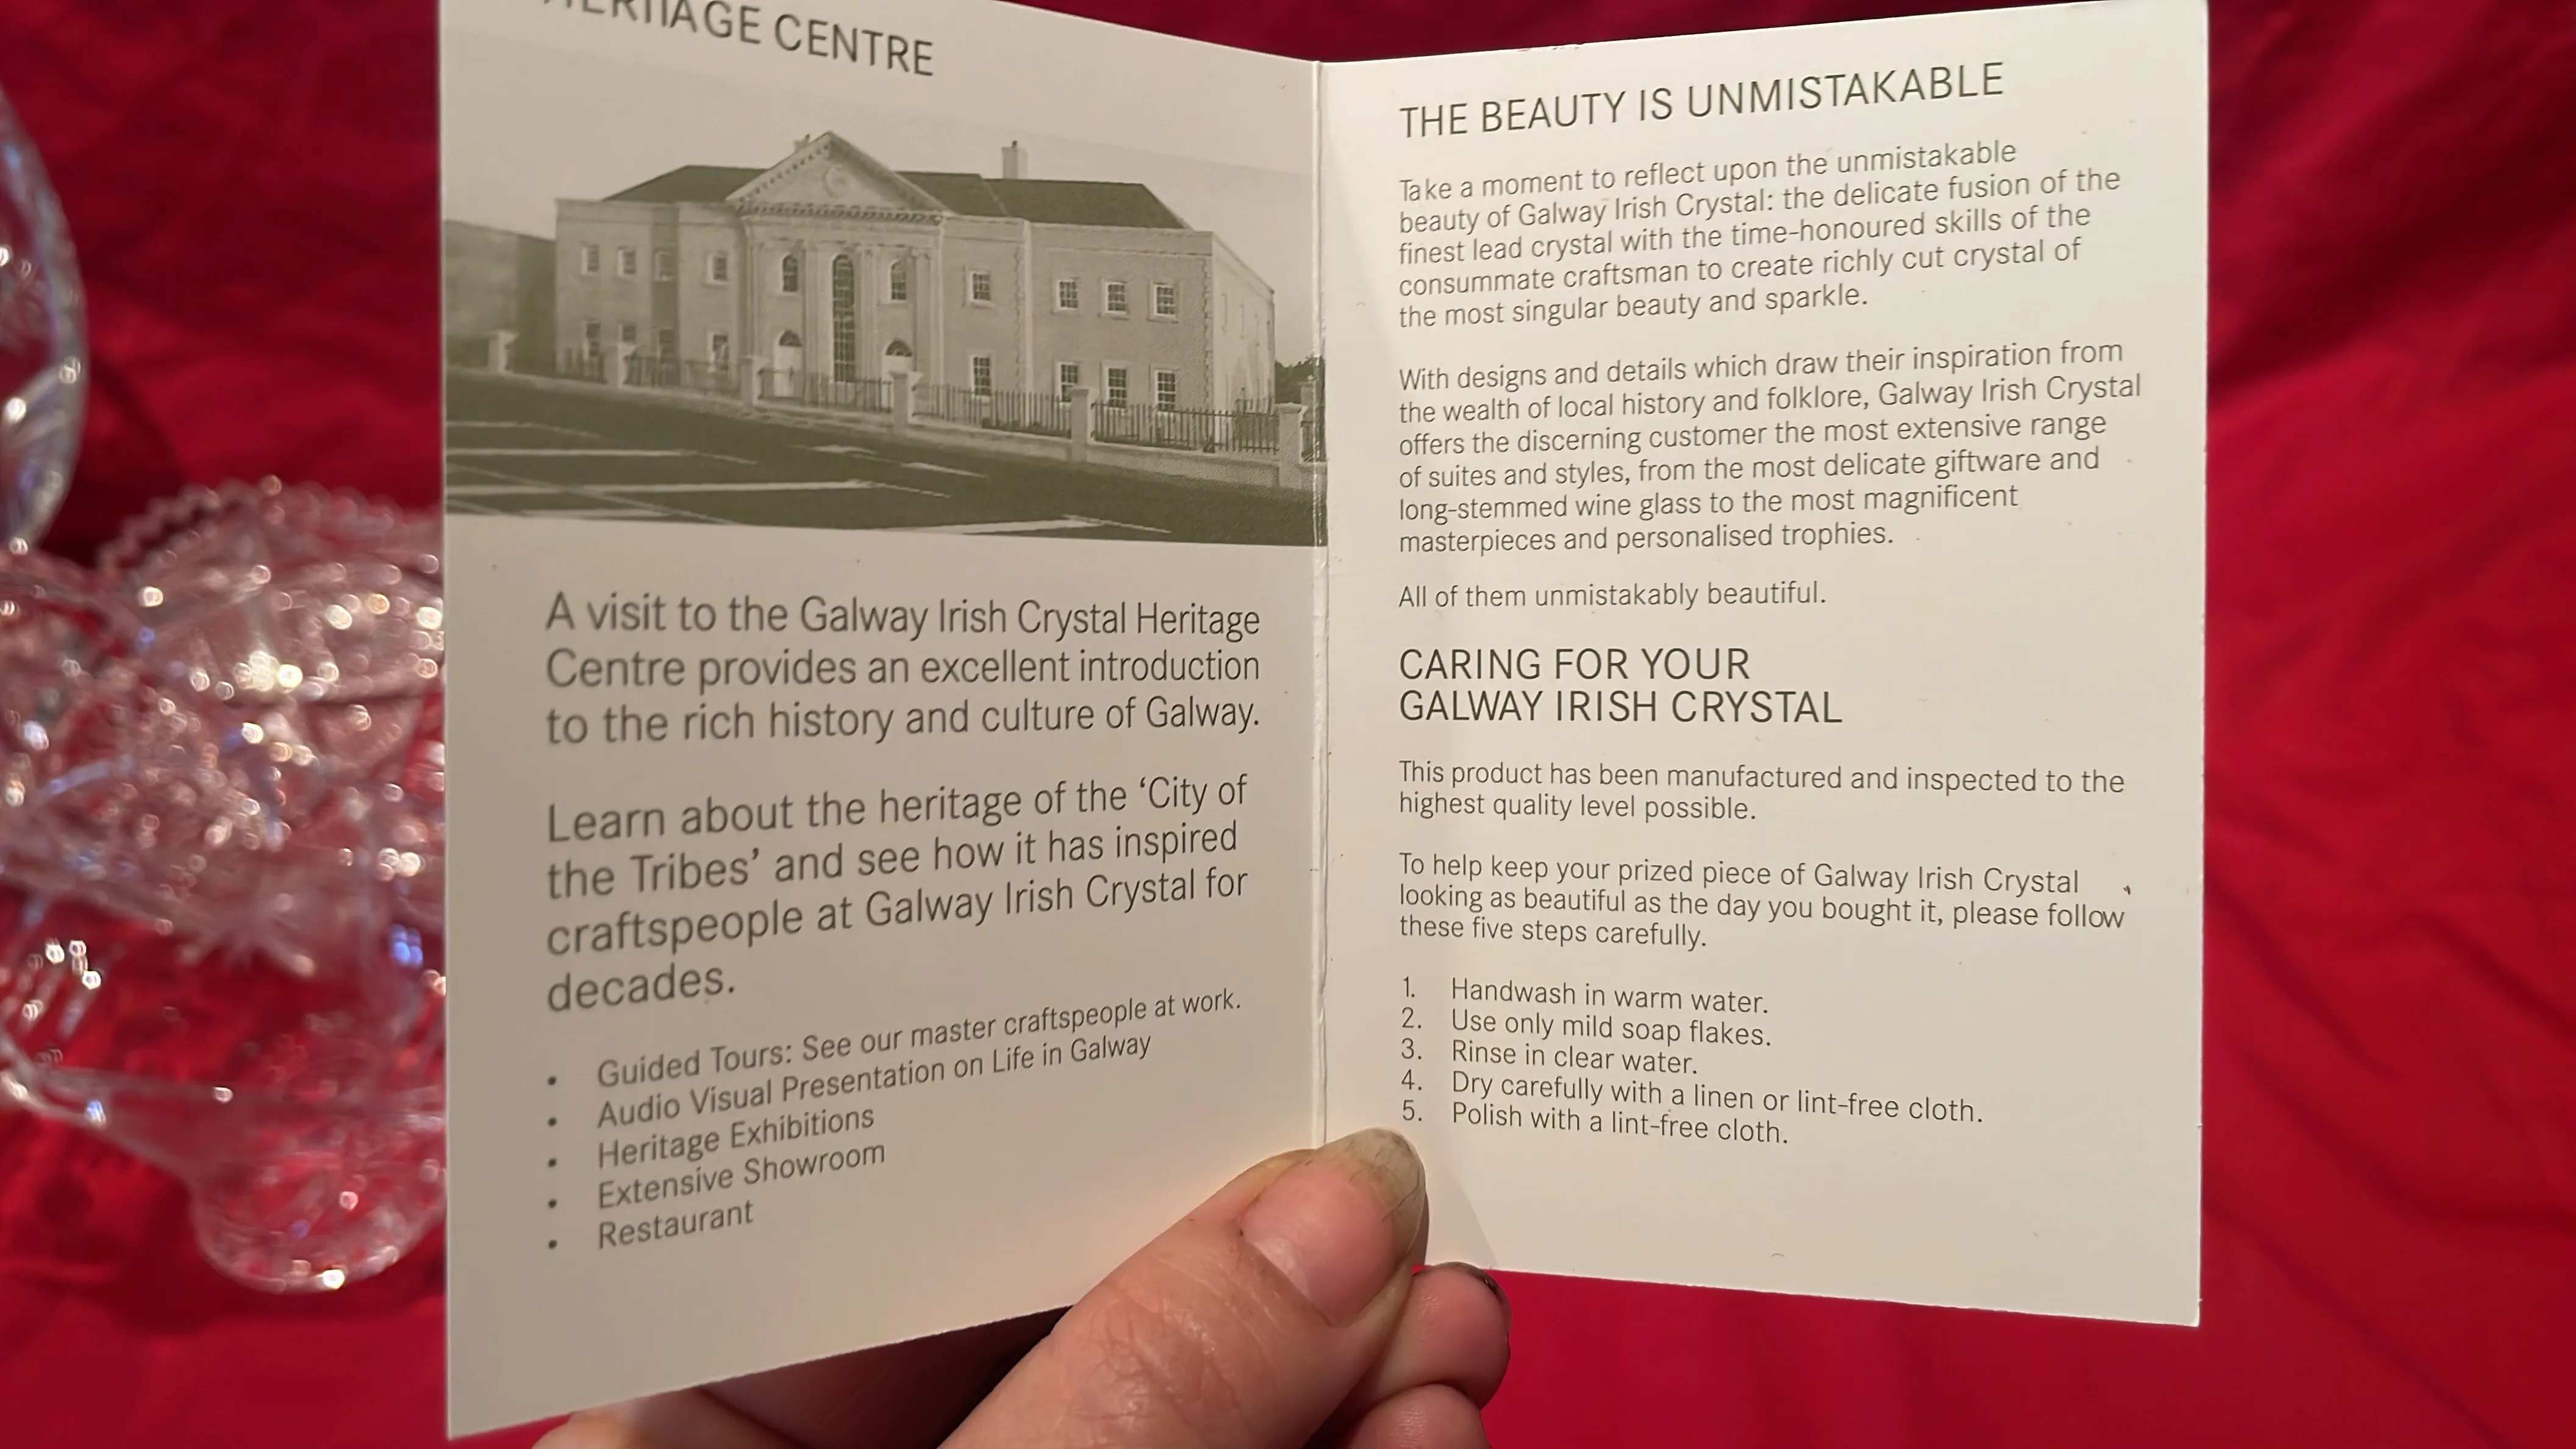 HERITAGE CENTRE
A visit to the Galway Irish Crystal Heritage
Centre provides an excellent introduction
to the rich history and culture of Galway.
Learn about the heritage of the ‘City of
the Tribes’ and see how it has inspired
craftspeople at Galway Irish Crystal for
decades.
• Guided Tours: See our master craftspeople at work.
• Audio Visual Presentation on Life in Galway
• Heritage Exhibitions
• Extensive Showroom
• Restaurant
THE BEAUTY IS UNMISTAKABLE
Take a moment to reflect upon the unmistakable
beauty of Galway Irish Crystal: the delicate fusion of the
finest lead crystal with the time-honoured skills of the
consummate craftsman to create richly cut crystal of
the most singular beauty and sparkle.
With designs and details which draw their inspiration from
the wealth of local history and folklore, Galway Irish Crystal
offers the discerning customer the most extensive range
of suites and styles, from the most delicate giftware and
long-stemmed wine glass to the most magnificent
masterpieces and personalised trophies.
All of them unmistakably beautiful.
CARING FOR YOUR
GALWAY IRISH CRYSTAL
This product has been manufactured and inspected to the
highest quality level possible.
To help keep your prized piece of Galway Irish Crystal
looking as beautiful as the day you bought it, please follow
these five steps carefully.
1. Handwash in warm water.
2. Use only mild soap flakes.
3. Rinse in clear water.
4. Dry carefully with a linen or lint-free cloth.
5. Polish with a lint-free cloth.